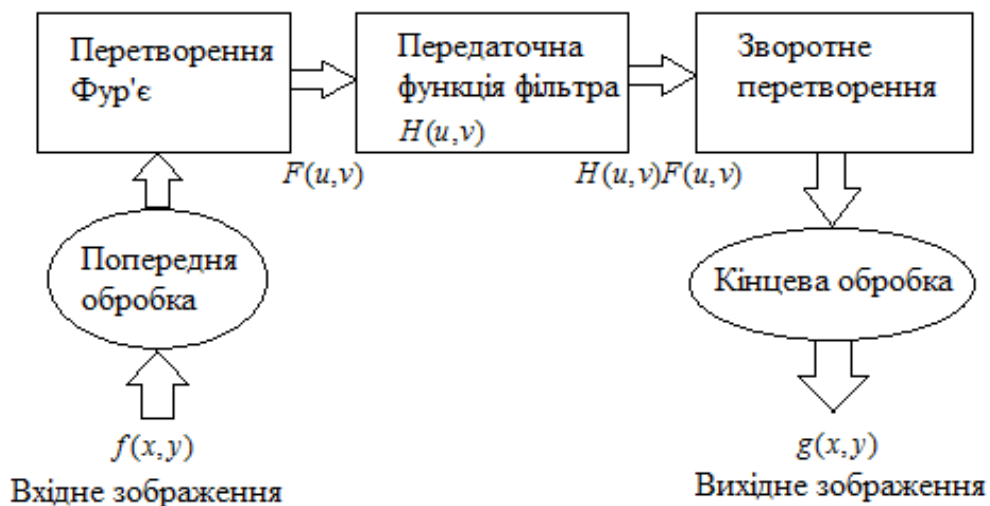 Перетворення
Фур'є
Передаточна
функція фільтра
H(u,v)
Зворотне
перетворення
F(u,v)
H(u,v)F(u,v)
Попередня
обробка
Кінцева обробка
f(x,y)
Вхідне зображення
g(x,y)
Вихідне зображення